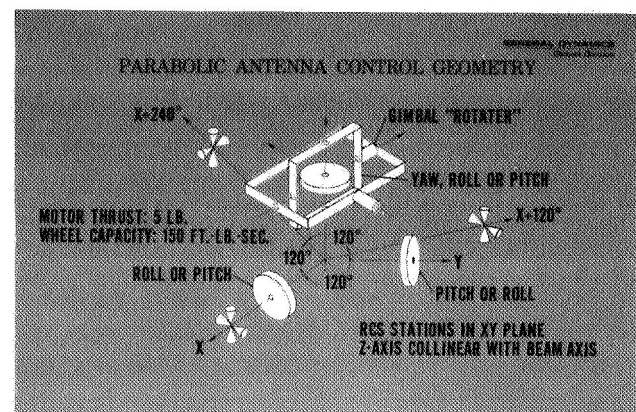 GENERAL DYNAMICS
PARABOLIC ANTENNA CONTROL GEOMETRY
X+240°
GIMBAL "ROTATER"
YAW, ROLL OR PITCH
MOTOR THRUST: 5 LB.
WHEEL CAPACITY: 150 FT.-LB.-SEC.
X+120°
120°
120°
120°
Y
ROLL OR PITCH
PITCH OR ROLL
X
RCS STATIONS IN XY PLANE
Z-AXIS COLLINEAR WITH BEAM AXIS